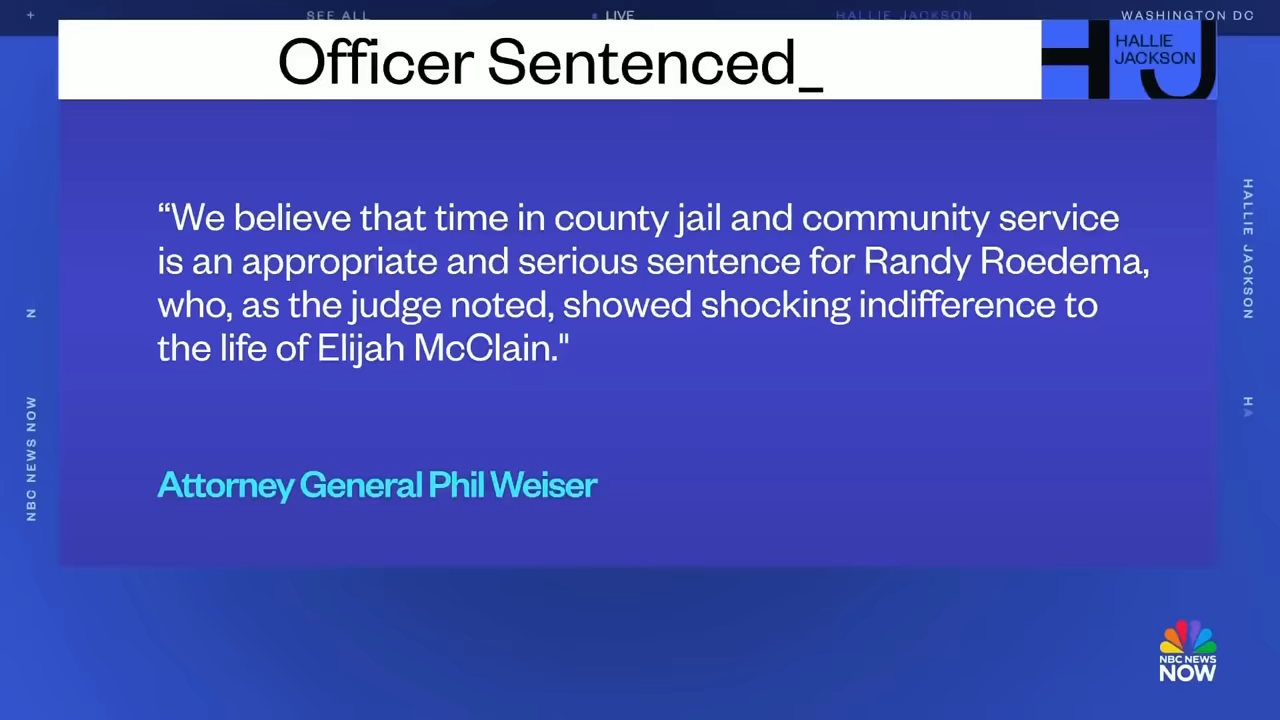 +
SEE ALL
LIVE
HALLIE JACKSON
WASHINGTON DC
Officer Sentenced_
HALLIE
JACKSON
HJ
“We believe that time in county jail and community service
is an appropriate and serious sentence for Randy Roedema,
who, as the judge noted, showed shocking indifference to
the life of Elijah McClain."
Attorney General Phil Weiser
N
NBC NEWS NOW
HALLIE JACKSON
HA
NBC NEWS
NOW